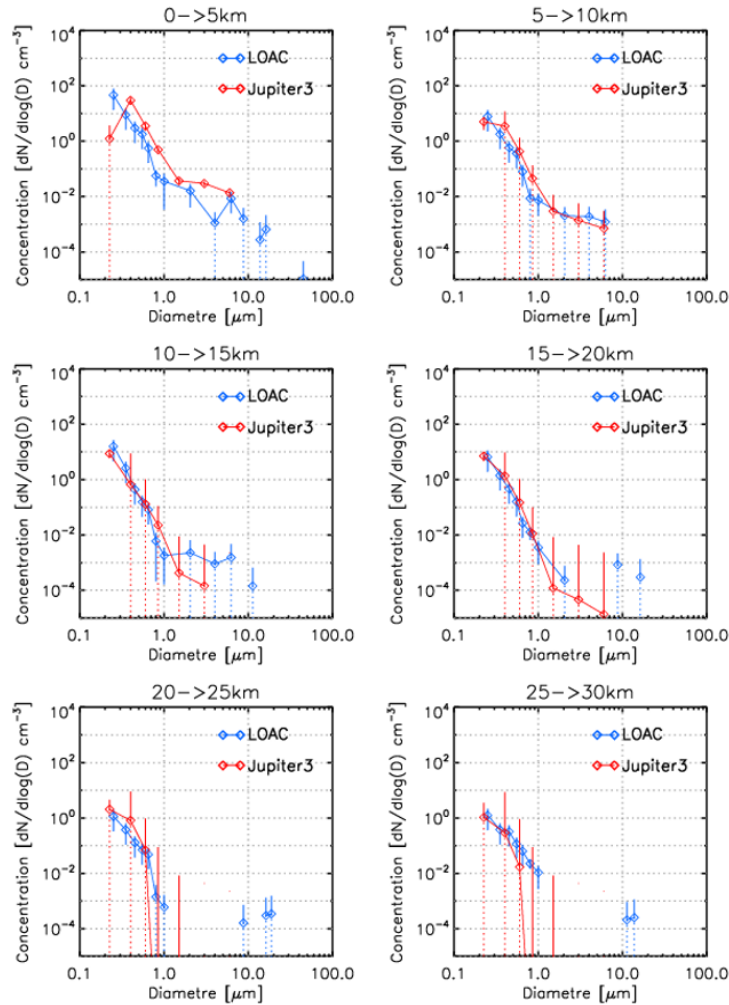 0->5km
10⁴
10²
10⁰
10⁻²
10⁻⁴
Concentration [dN/dlog(D) cm⁻³]
LOAC
Jupiter3
0.1 1.0 10.0 100.0
Diametre [μm]
5->10km
10⁴
10²
10⁰
10⁻²
10⁻⁴
Concentration [dN/dlog(D) cm⁻³]
LOAC
Jupiter3
0.1 1.0 10.0 100.0
Diametre [μm]
10->15km
10⁴
10²
10⁰
10⁻²
10⁻⁴
Concentration [dN/dlog(D) cm⁻³]
LOAC
Jupiter3
0.1 1.0 10.0 100.0
Diametre [μm]
15->20km
10⁴
10²
10⁰
10⁻²
10⁻⁴
Concentration [dN/dlog(D) cm⁻³]
LOAC
Jupiter3
0.1 1.0 10.0 100.0
Diametre [μm]
20->25km
10⁴
10²
10⁰
10⁻²
10⁻⁴
Concentration [dN/dlog(D) cm⁻³]
LOAC
Jupiter3
0.1 1.0 10.0 100.0
Diametre [μm]
25->30km
10⁴
10²
10⁰
10⁻²
10⁻⁴
Concentration [dN/dlog(D) cm⁻³]
LOAC
Jupiter3
0.1 1.0 10.0 100.0
Diametre [μm]